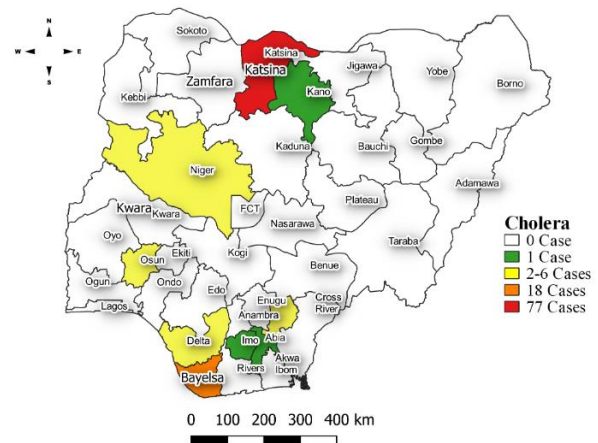 N
W E
S
Sokoto
Katsina
Katsina
Zamfara
Jigawa
Yobe
Borno
Kebbi
Kano
Kaduna
Bauchi
Gombe
Niger
Adamawa
Kwara
Kwara
FCT
Plateau
Nasarawa
Taraba
Oyo
Osun
Ekiti
Kogi
Benue
Ogun
Ondo
Lagos
Edo
Enugu
Anambra
Cross
River
Delta
Imo
Abia
Bayelsa
Rivers
Akwa
Ibom
Cholera
0 Case
1 Case
2-6 Cases
18 Cases
77 Cases
0 100 200 300 400 km